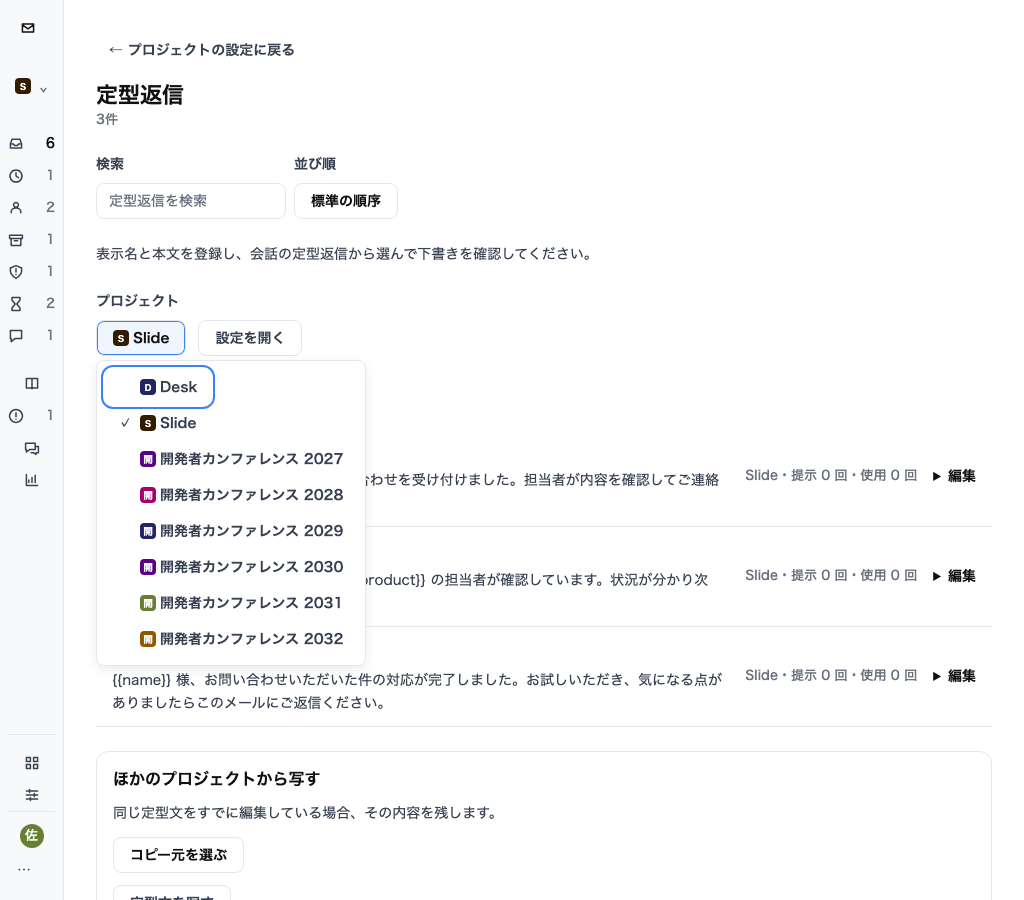 S
6
1
2
1
1
2
1
1
佐
← プロジェクトの設定に戻る
定型返信
3件
検索
並び順
定型返信を検索
標準の順序
表示名と本文を登録し、会話の定型返信から選んで下書きを確認してください。
プロジェクト
S Slide
設定を開く
D Desk
✓ S Slide
開 開発者カンファレンス 2027
開 開発者カンファレンス 2028
開 開発者カンファレンス 2029
開 開発者カンファレンス 2030
開 開発者カンファレンス 2031
開 開発者カンファレンス 2032
合わせを受け付けました。担当者が内容を確認してご連絡
Slide・提示 0 回・使用 0 回
▶ 編集
product}} の担当者が確認しています。状況が分かり次
Slide・提示 0 回・使用 0 回
▶ 編集
{{name}} 様、お問い合わせいただいた件の対応が完了しました。お試しいただき、気になる点が
ありましたらこのメールにご返信ください。
Slide・提示 0 回・使用 0 回
▶ 編集
ほかのプロジェクトから写す
同じ定型文をすでに編集している場合、その内容を残します。
コピー元を選ぶ
定型文を写す